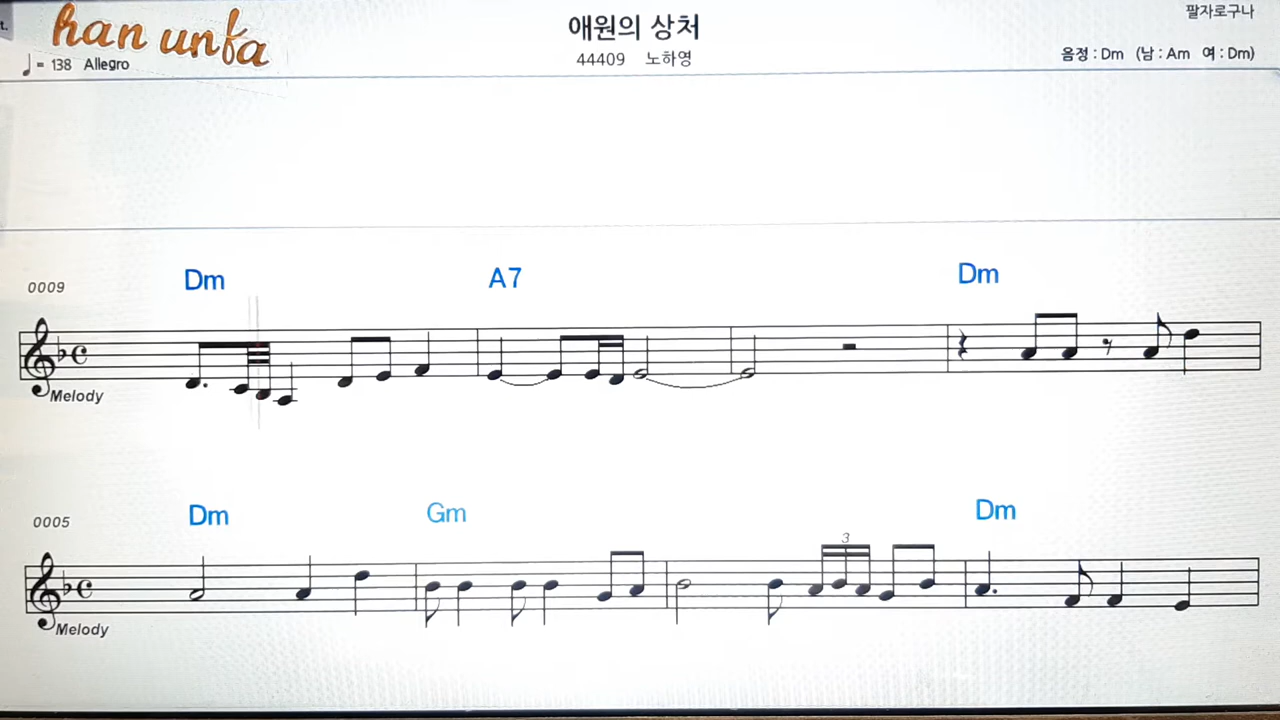 t.
han unfa
애원의 상처
팔자로구나
♩ = 138 Allegro
44409 노하영
음정 : Dm (남 : Am 여 : Dm)
0009
Dm A7 Dm
Melody
0005
Dm Gm Dm
3
Melody